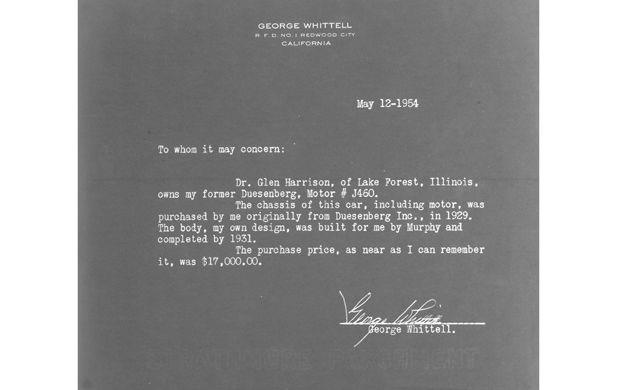 GEORGE WHITTELL
R. F. D. NO. 1 REDWOOD CITY
CALIFORNIA
May 12-1954
To whom it may concern:
Dr. Glen Harrison, of Lake Forest, Illinois,
owns my former Duesenberg, Motor # J460.
The chassis of this car, including motor, was
purchased by me originally from Duesenberg Inc., in 1929.
The body, my own design, was built for me by Murphy and
completed by 1931.
The purchase price, as near as I can remember
it, was $17,000.00.
George Whittell
George Whittell.